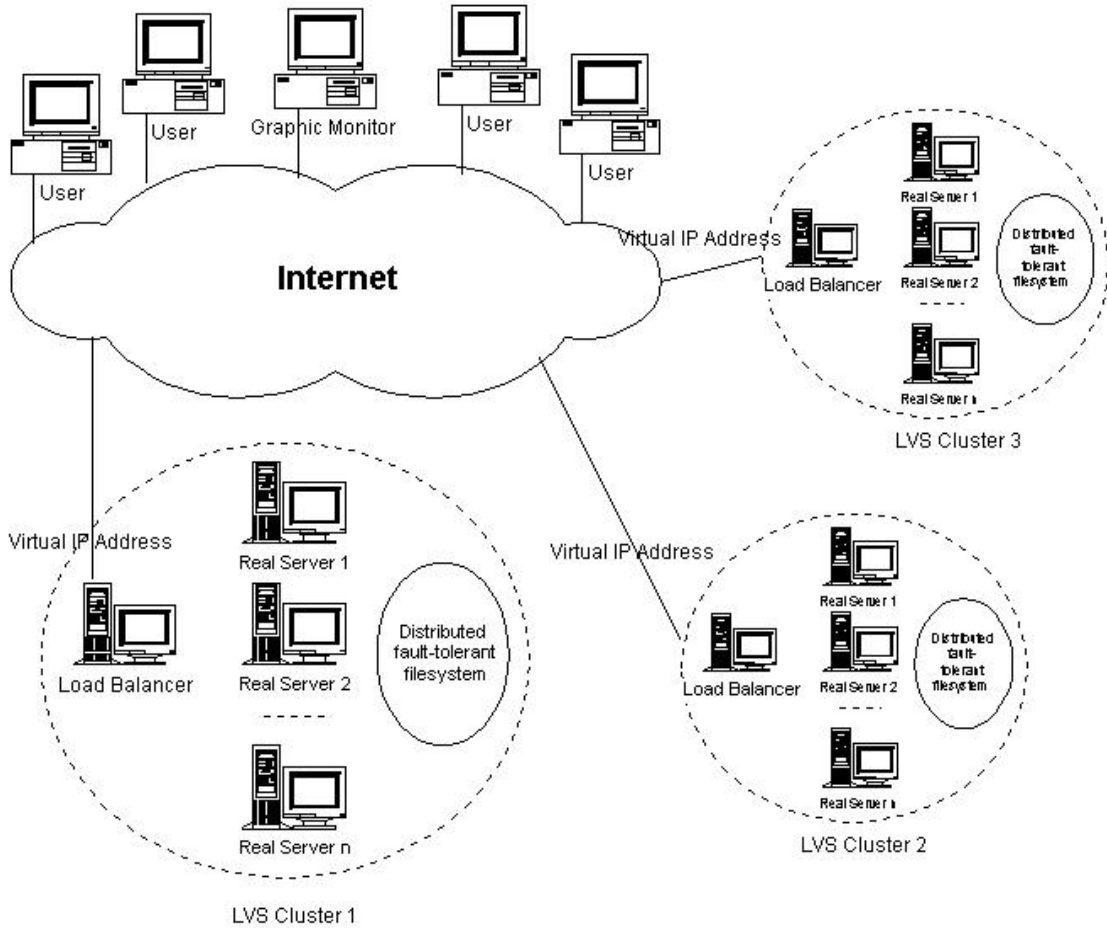 User
Graphic Monitor
User
User
User
Internet
Virtual IP Address
Load Balancer
Real Server 1
Real Server 2
Real Server n
Distributed
fault-
tolerant
filesystem
LVS Cluster 3
Virtual IP Address
Load Balancer
Real Server 1
Real Server 2
Real Server n
Distributed
fault-tolerant
filesystem
LVS Cluster 1
Virtual IP Address
Load Balancer
Real Server 1
Real Server 2
Real Server n
Distributed
fault-
tolerant
filesystem
LVS Cluster 2